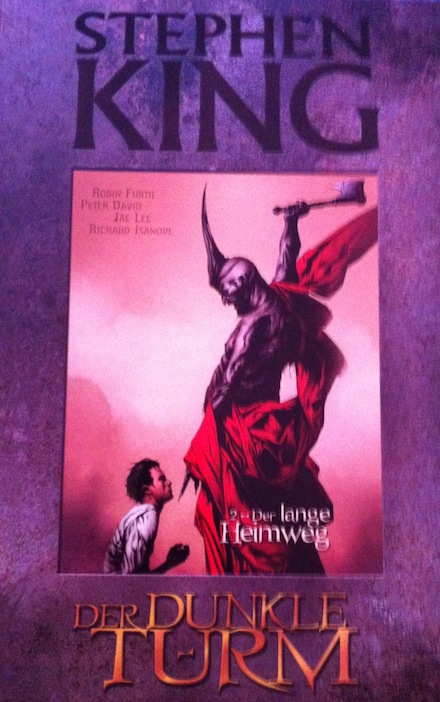 STEPHEN
KING
Robin Furth
Peter David
Jae Lee
Richard Isanove
2 - Der lange
Heimweg
DER DUNKLE
TURM